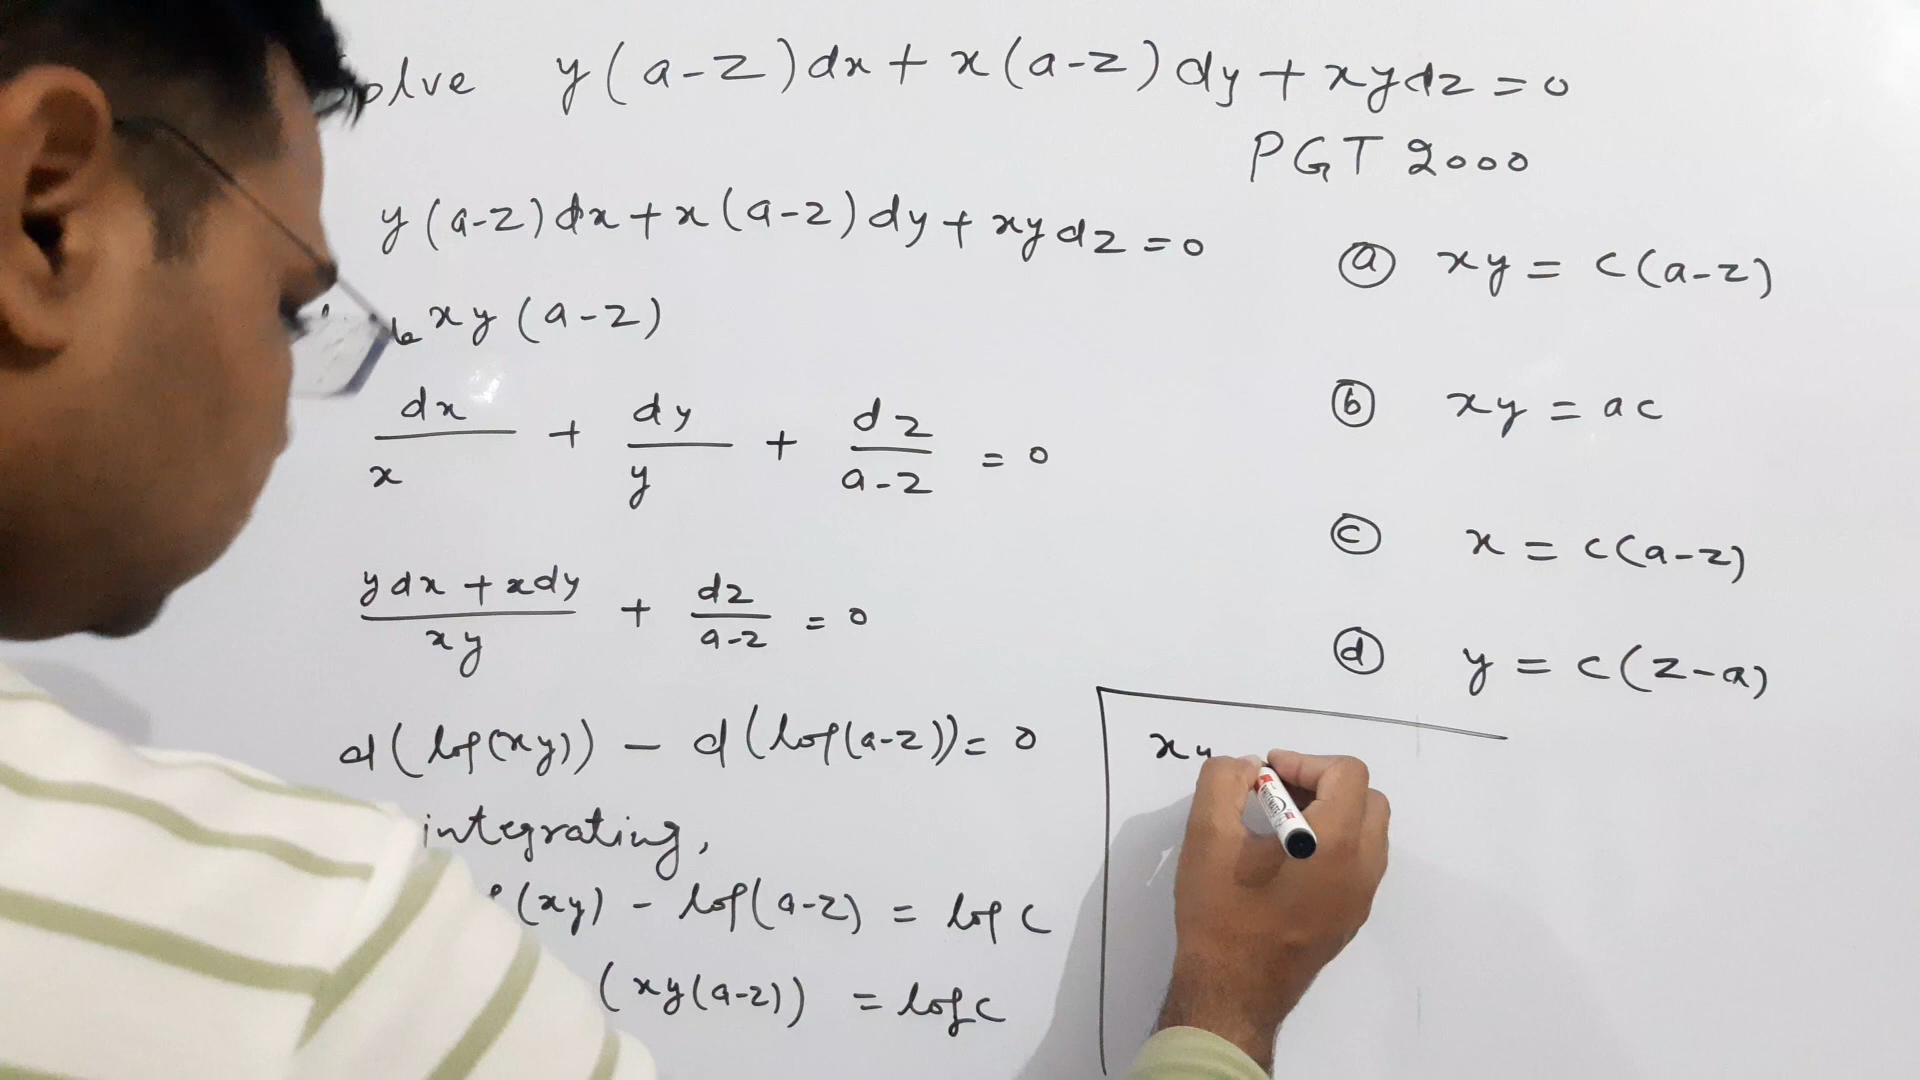 Solve y(a-z)dx + x(a-z)dy + xydz = 0
PGT 2000
y(a-z)dx + x(a-z)dy + xydz = 0
xy(a-z)
dx/x + dy/y + dz/a-z = 0
ydx + xdy/xy + dz/a-z = 0
d(log(xy)) - d(log(a-z)) = 0
integrating,
(xy) - log(a-z) = log c
(xy(a-z)) = log c
ⓐ xy = c(a-z)
ⓑ xy = ac
ⓒ x = c(a-z)
ⓓ y = c(z-a)
xy